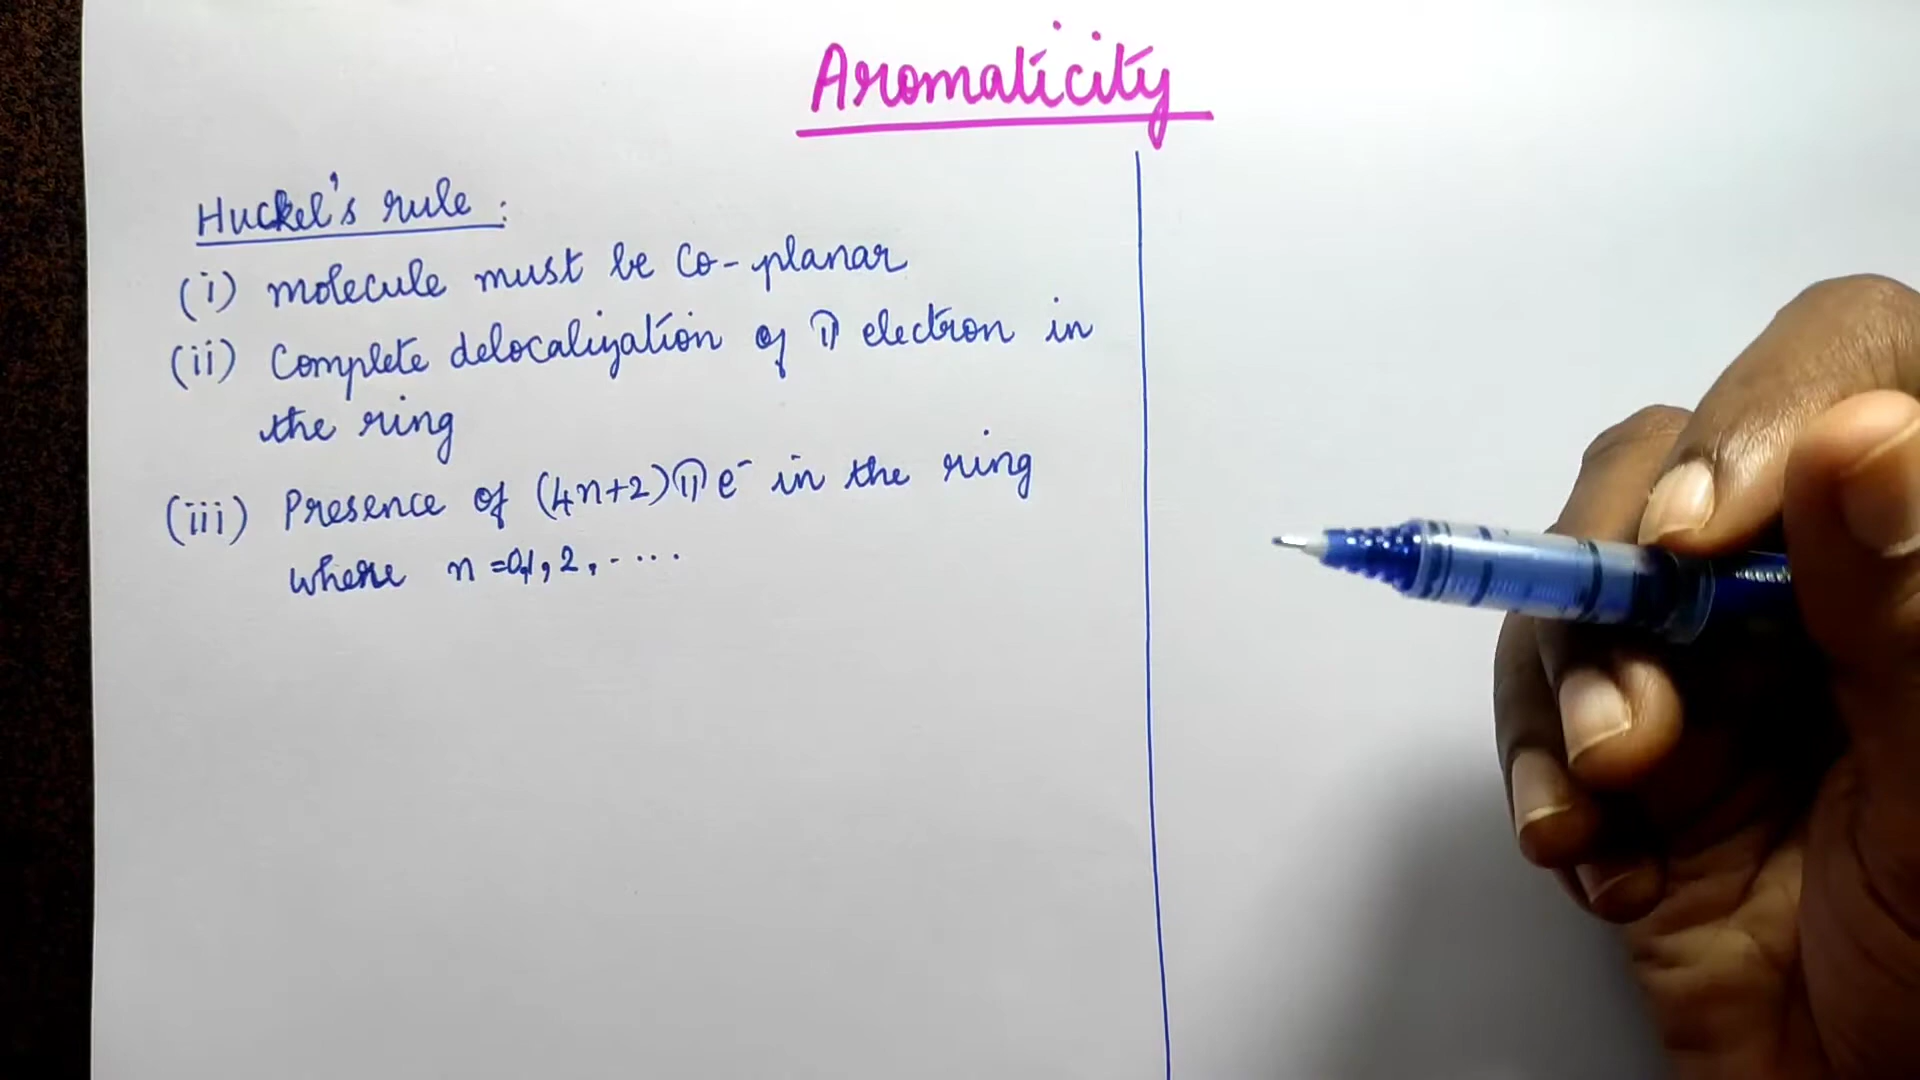 Aromaticity
Huckel's rule :
(i) molecule must be Co-planar
(ii) Complete delocalization of π electron in
the ring
(iii) Presence of (4n+2)π e⁻ in the ring
where n =0,1,2,.....